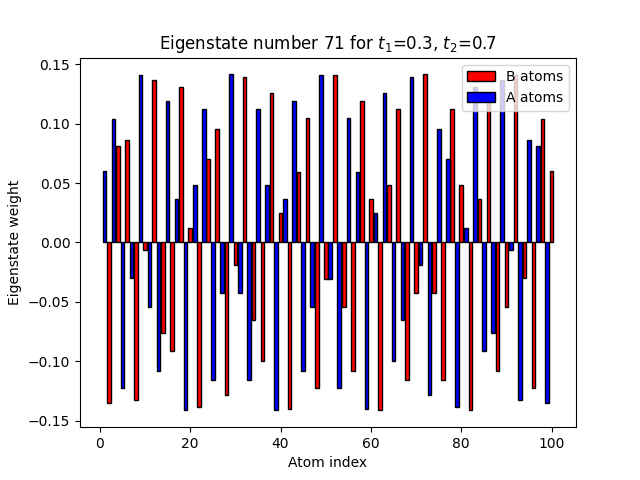 Eigenstate number 71 for t₁=0.3, t₂=0.7
0.15
0.10
0.05
0.00
−0.05
−0.10
−0.15
Eigenstate weight
B atoms
A atoms
0
20
40
60
80
100
Atom index